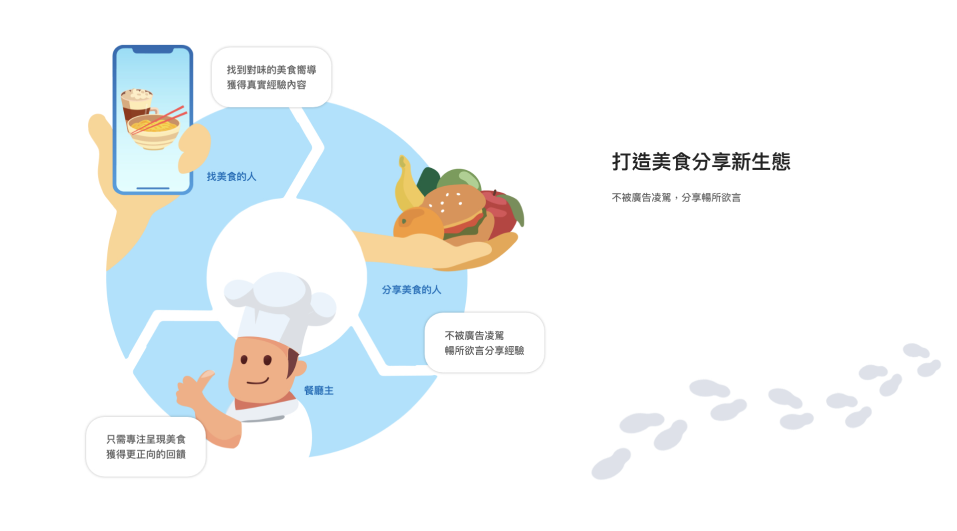 找到對味的美食嚮導
獲得真實經驗內容
找美食的人
分享美食的人
不被廣告凌駕
暢所欲言分享經驗
餐廳主
只需專注呈現美食
獲得更正向的回饋
打造美食分享新生態
不被廣告凌駕，分享暢所欲言